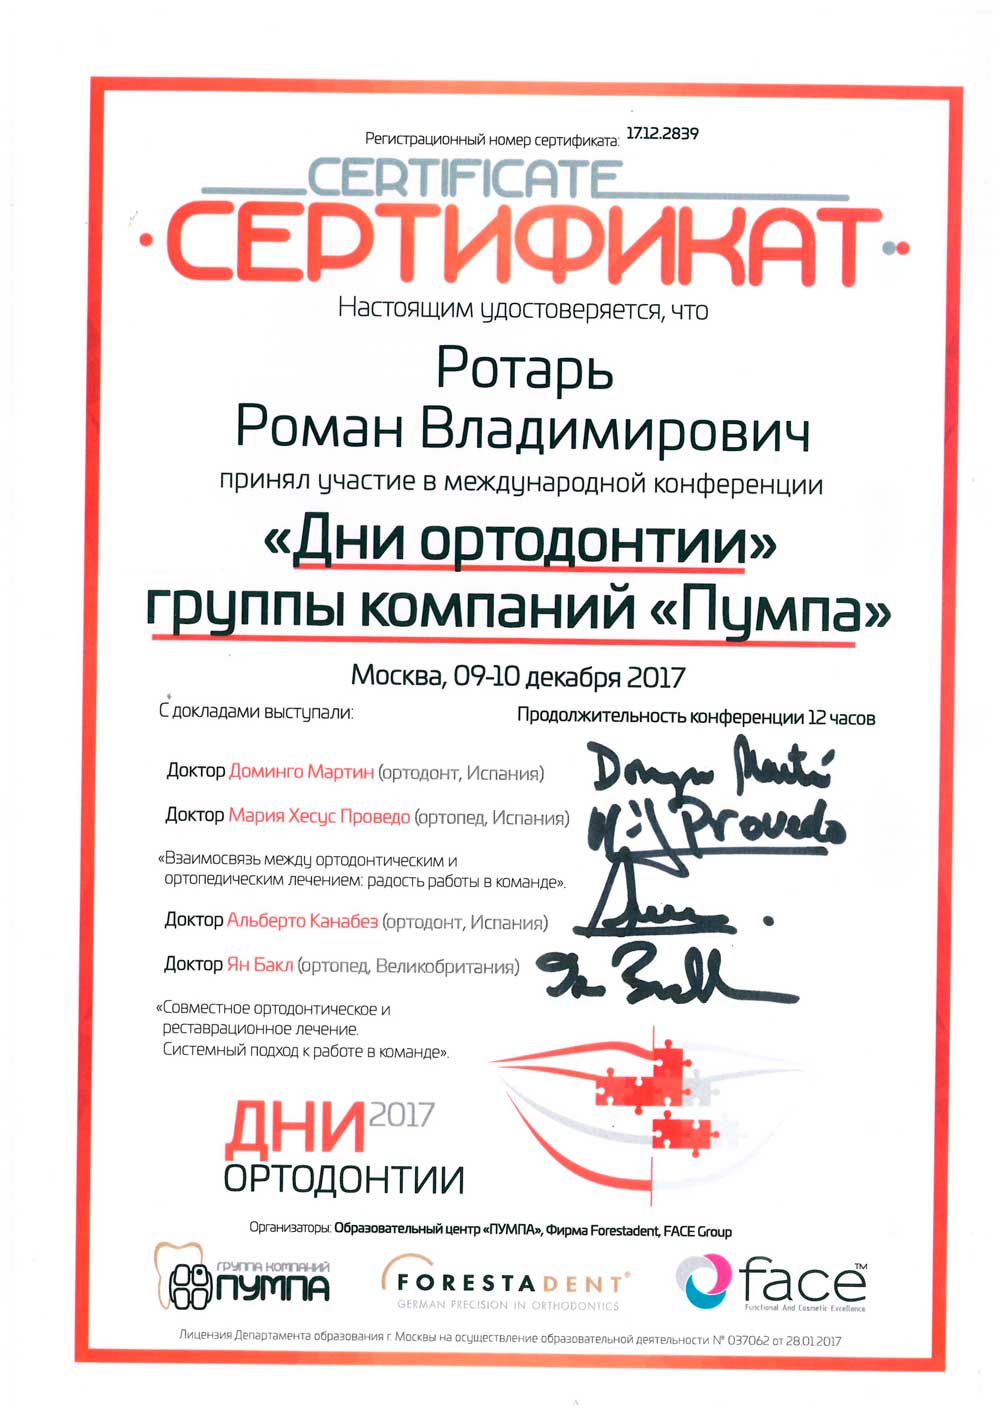 Регистрационный номер сертификата: 17.12.2839
CERTIFICATE
СЕРТИФИКАТ
Настоящим удостоверяется, что
Ротарь
Роман Владимирович
принял участие в международной конференции
«Дни ортодонтии»
группы компаний «Пумпа»
Москва, 09-10 декабря 2017
С докладами выступали:
Продолжительность конференции 12 часов
Доктор Доминго Мартин (ортодонт, Испания)
Доктор Мария Хесус Проведо (ортопед, Испания)
Provedo
«Взаимосвязь между ортодонтическим и
ортопедическим лечением: радость работы в команде».
Доктор Альберто Канабез (ортодонт, Испания)
Доктор Ян Бакл (ортопед, Великобритания)
«Совместное ортодонтическое и
реставрационное лечение.
Системный подход к работе в команде».
ДНИ 2017
ОРТОДОНТИИ
Организаторы: Образовательный центр «ПУМПА», Фирма Forestadent, FACE Group
ГРУППА КОМПАНИЙ
ПУМПА
FORESTADENT®
GERMAN PRECISION IN ORTHODONTICS
face™
Functional And Cosmetic Excellence
Лицензия Департамента образования г. Москвы на осуществление образовательной деятельности № 037062 от 28.01.2017